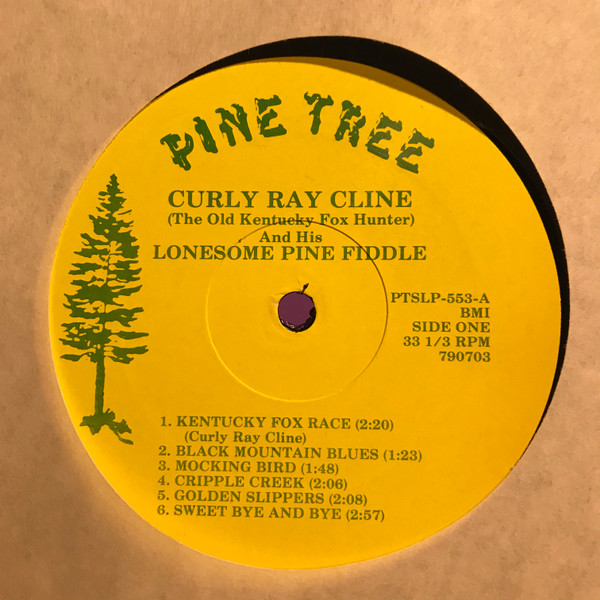 PINE TREE
CURLY RAY CLINE
(The Old Kentucky Fox Hunter)
And His
LONESOME PINE FIDDLE
PTSLP-553-A
BMI
SIDE ONE
33 1/3 RPM
790703
1. KENTUCKY FOX RACE (2:20)
(Curly Ray Cline)
2. BLACK MOUNTAIN BLUES (1:23)
3. MOCKING BIRD (1:48)
4. CRIPPLE CREEK (2:06)
5. GOLDEN SLIPPERS (2:08)
6. SWEET BYE AND BYE (2:57)